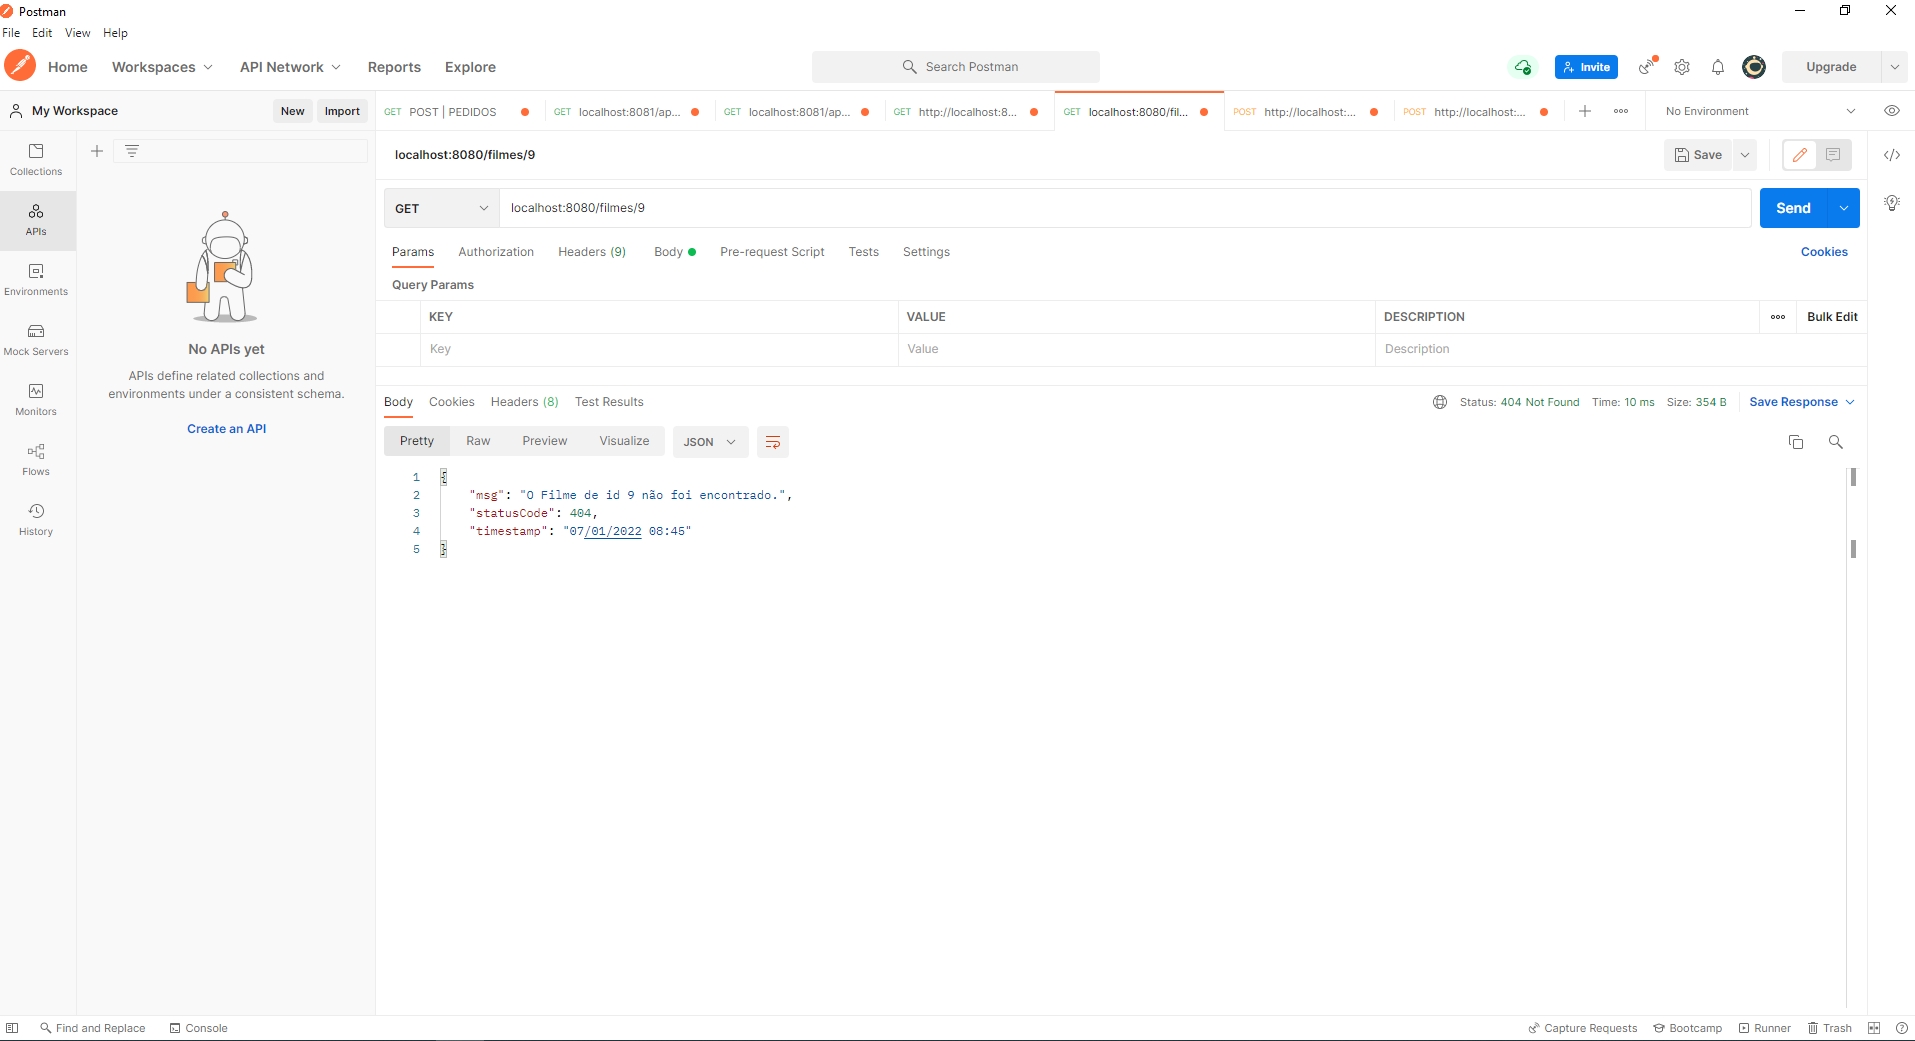 Postman
File Edit View Help
Home Workspaces API Network Reports Explore Search Postman Invite Upgrade
My Workspace New Import GET POST | PEDIDOS GET localhost:8081/ap... GET localhost:8081/ap... GET http://localhost:8... GET localhost:8080/fil... POST http://localhost:... POST http://localhost:... No Environment
localhost:8080/filmes/9 Save
GET localhost:8080/filmes/9 Send
Params Authorization Headers (9) Body Pre-request Script Tests Settings Cookies
Query Params
KEY VALUE DESCRIPTION Bulk Edit
Key Value Description
Body Cookies Headers (8) Test Results Status: 404 Not Found Time: 10 ms Size: 354 B Save Response
Pretty Raw Preview Visualize JSON
1 {
2 "msg": "O Filme de id 9 não foi encontrado.",
3 "statusCode": 404,
4 "timestamp": "07/01/2022 08:45"
5 }
Collections
APIs
Environments
Mock Servers
Monitors
Flows
History
No APIs yet
APIs define related collections and
environments under a consistent schema.
Create an API
Find and Replace Console Capture Requests Bootcamp Runner Trash